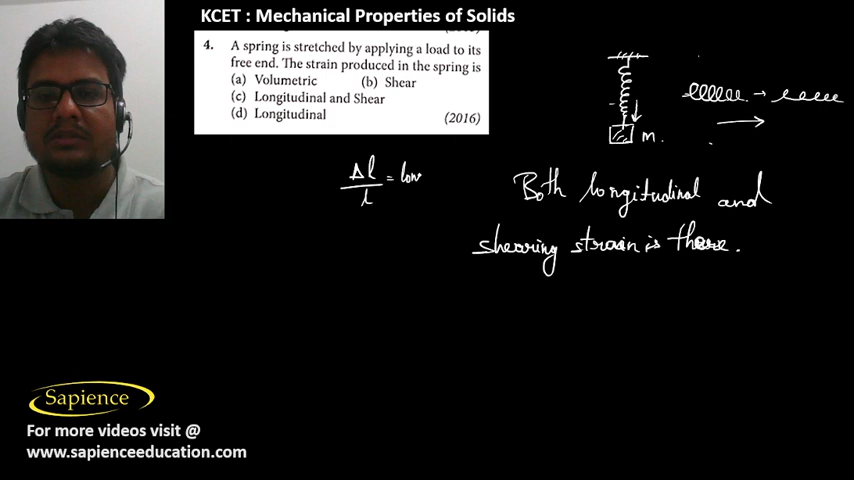 KCET : Mechanical Properties of Solids
4. A spring is stretched by applying a load to its
free end. The strain produced in the spring is
(a) Volumetric (b) Shear
(c) Longitudinal and Shear
(d) Longitudinal (2016)
m.
Δl/l = lon
Both longitudinal and
shearing strain is there.
Sapience
For more videos visit @
www.sapienceeducation.com